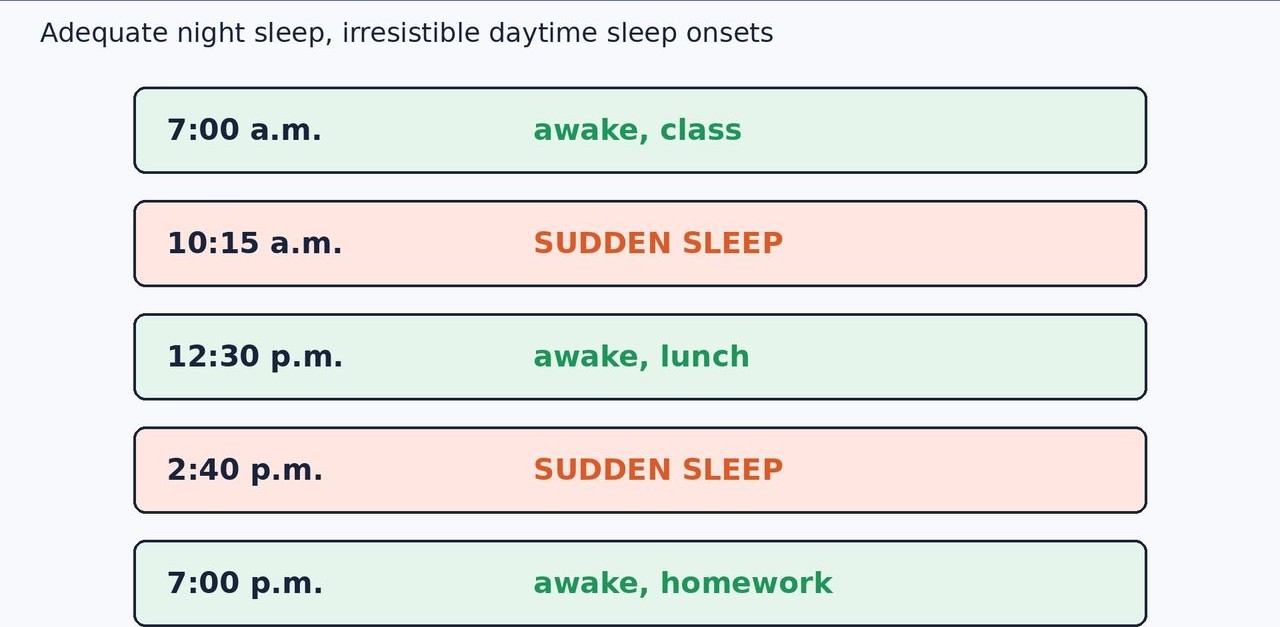 Adequate night sleep, irresistible daytime sleep onsets
7:00 a.m. awake, class
10:15 a.m. SUDDEN SLEEP
12:30 p.m. awake, lunch
2:40 p.m. SUDDEN SLEEP
7:00 p.m. awake, homework